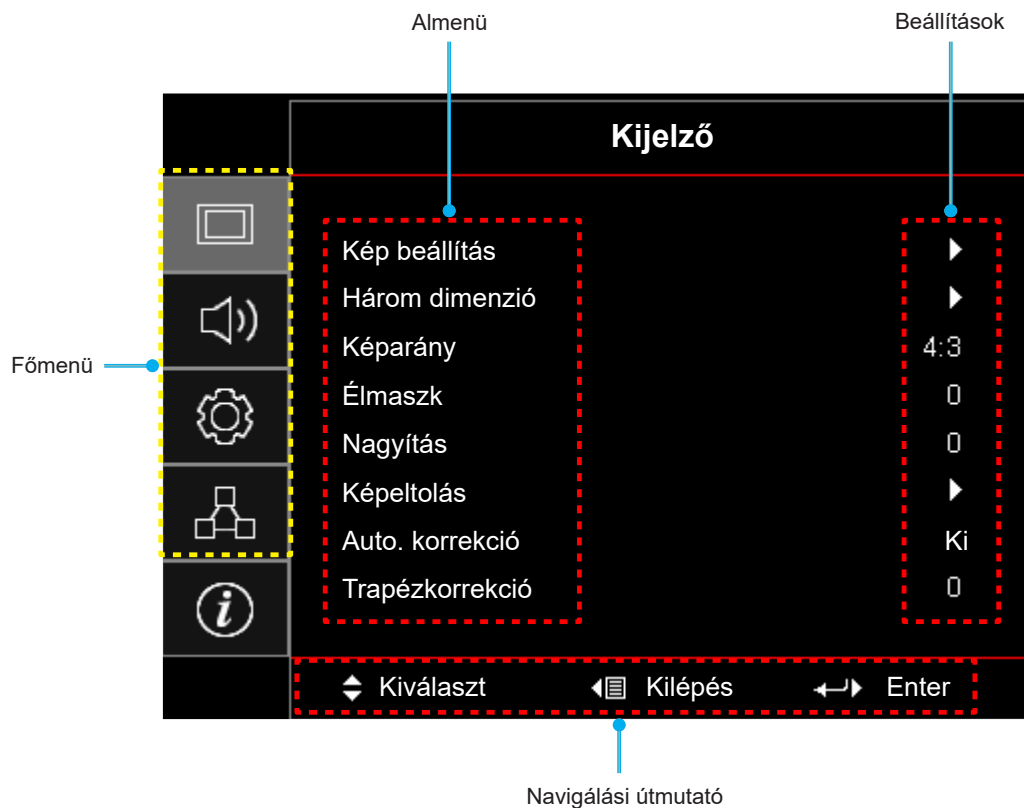 Almenü
Beállítások
Kijelző
Kép beállítás
Három dimenzió
Képarány 4:3
Főmenü
Élmaszk 0
Nagyítás 0
Képeltolás
Auto. korrekció Ki
Trapézkorrekció 0
i
Kiválaszt Kilépés Enter
Navigálási útmutató